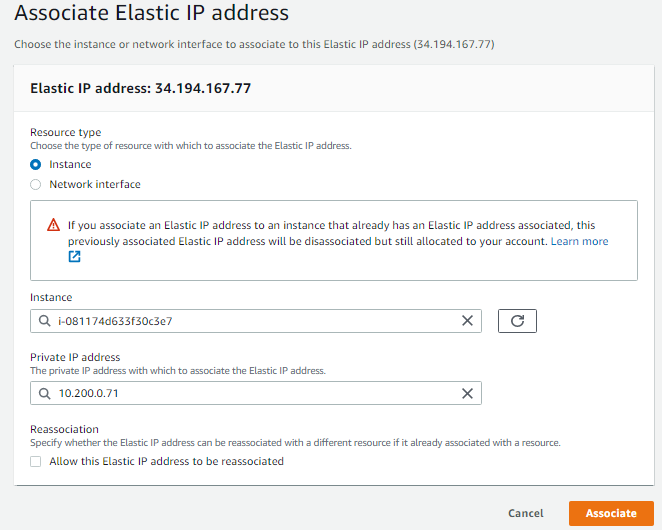 Associate Elastic IP address
Choose the instance or network interface to associate to this Elastic IP address (34.194.167.77)
Elastic IP address: 34.194.167.77
Resource type
Choose the type of resource with which to associate the Elastic IP address.
Instance
Network interface
If you associate an Elastic IP address to an instance that already has an Elastic IP address associated, this
previously associated Elastic IP address will be disassociated but still allocated to your account. Learn more
Instance
i-081174d633f30c3e7
Private IP address
The private IP address with which to associate the Elastic IP address.
10.200.0.71
Reassociation
Specify whether the Elastic IP address can be reassociated with a different resource if it already associated with a resource.
Allow this Elastic IP address to be reassociated
Cancel
Associate